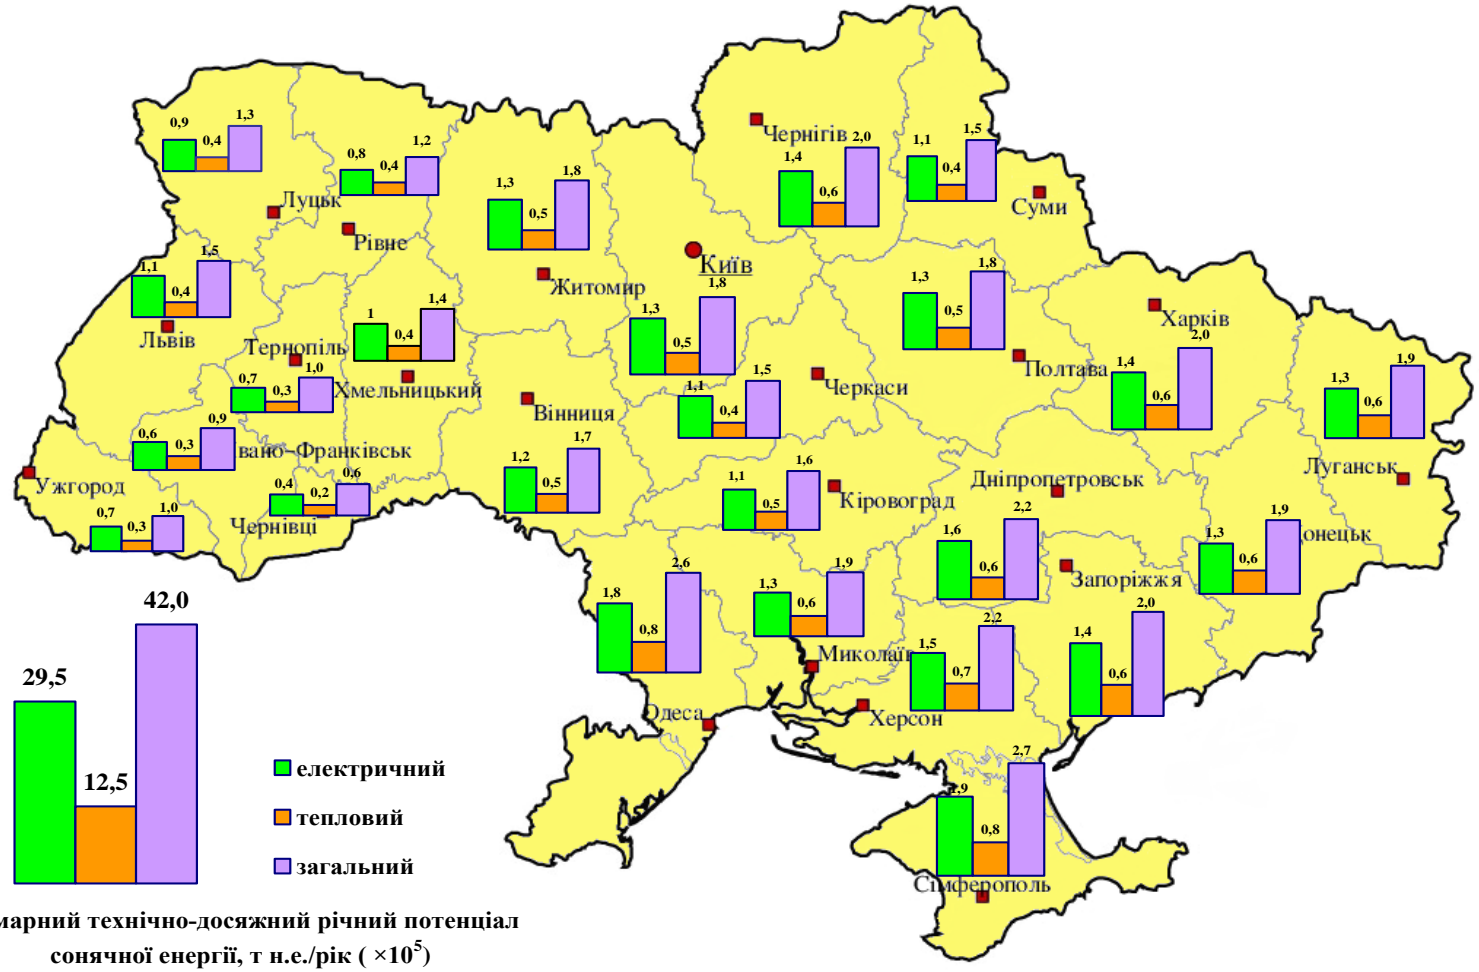 0,9
0,4
1,3
0,8
0,4
1,2
Луцьк
Рівне
1,3
0,5
1,8
Житомир
Чернігів
1,4
0,6
2,0
1,1
0,4
1,5
Суми
Київ
1,3
0,5
1,8
1,1
0,4
1,5
Львів
Тернопіль
0,7
0,3
1,0
1
0,4
1,4
Хмельницький
Вінниця
1,2
0,5
1,7
1,1
0,4
1,5
Черкаси
1,3
0,5
1,8
Полтава
Харків
1,4
0,6
2,0
1,3
0,6
1,9
Луганськ
0,6
0,3
0,9
вано-Франківськ
Ужгород
0,7
0,3
1,0
0,4
0,2
0,6
Чернівці
1,1
0,5
1,6
Кіровоград
Дніпропетровськ
1,6
0,6
2,2
1,3
0,6
1,9
онецьк
Запоріжжя
1,4
0,6
2,0
1,8
0,8
2,6
Одеса
1,3
0,6
1,9
Миколаїв
1,5
0,7
2,2
Херсон
1,9
0,8
2,7
Сімферополь
29,5
12,5
42,0
електричний
тепловий
загальний
марний технічно-досяжний річний потенціал
сонячної енергії, т н.е./рік ( ×10⁵)